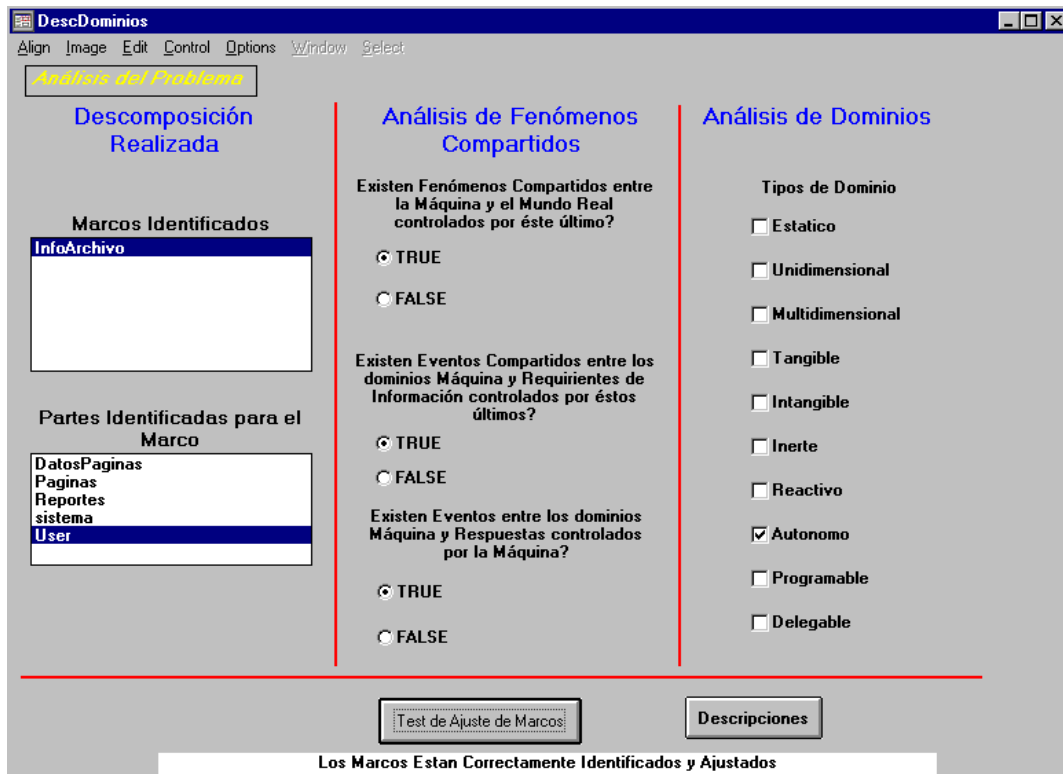 DescDominios
Align Image Edit Control Options Window Select
Análisis del Problema
Descomposición
Realizada
Marcos Identificados
InfoArchivo
Partes Identificadas para el
Marco
DatosPaginas
Paginas
Reportes
sistema
User
Análisis de Fenómenos
Compartidos
Existen Fenómenos Compartidos entre
la Máquina y el Mundo Real
controlados por éste último?
TRUE
FALSE
Existen Eventos Compartidos entre los
dominios Máquina y Requirientes de
Información controlados por éstos
últimos?
TRUE
FALSE
Existen Eventos entre los dominios
Máquina y Respuestas controlados
por la Máquina?
TRUE
FALSE
Análisis de Dominios
Tipos de Dominio
Estatico
Unidimensional
Multidimensional
Tangible
Intangible
Inerte
Reactivo
Autonomo
Programable
Delegable
Test de Ajuste de Marcos
Descripciones
Los Marcos Estan Correctamente Identificados y Ajustados